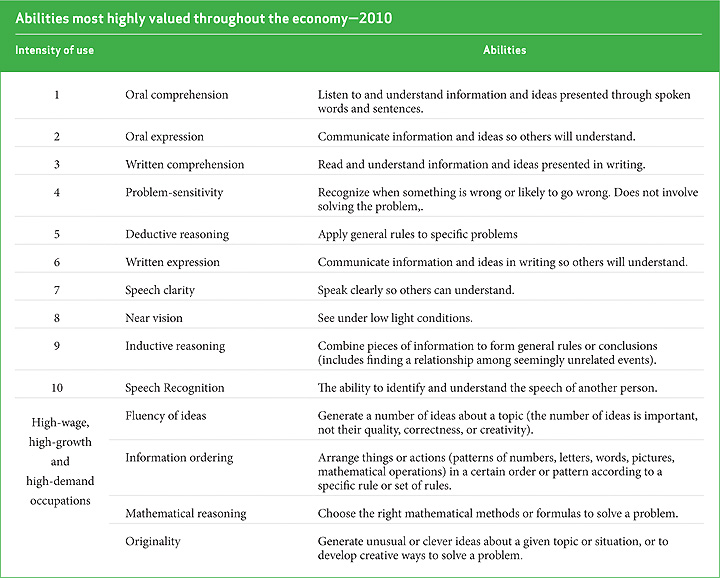 Abilities most highly valued throughout the economy—2010
Intensity of use Abilities
1 Oral comprehension Listen to and understand information and ideas presented through spoken
words and sentences.
2 Oral expression Communicate information and ideas so others will understand.
3 Written comprehension Read and understand information and ideas presented in writing.
4 Problem-sensitivity Recognize when something is wrong or likely to go wrong. Does not involve
solving the problem,.
5 Deductive reasoning Apply general rules to specific problems
6 Written expression Communicate information and ideas in writing so others will understand.
7 Speech clarity Speak clearly so others can understand.
8 Near vision See under low light conditions.
9 Inductive reasoning Combine pieces of information to form general rules or conclusions
(includes finding a relationship among seemingly unrelated events).
10 Speech Recognition The ability to identify and understand the speech of another person.
High-wage,
high-growth
and
high-demand
occupations
Fluency of ideas Generate a number of ideas about a topic (the number of ideas is important,
not their quality, correctness, or creativity).
Information ordering Arrange things or actions (patterns of numbers, letters, words, pictures,
mathematical operations) in a certain order or pattern according to a
specific rule or set of rules.
Mathematical reasoning Choose the right mathematical methods or formulas to solve a problem.
Originality Generate unusual or clever ideas about a given topic or situation, or to
develop creative ways to solve a problem.